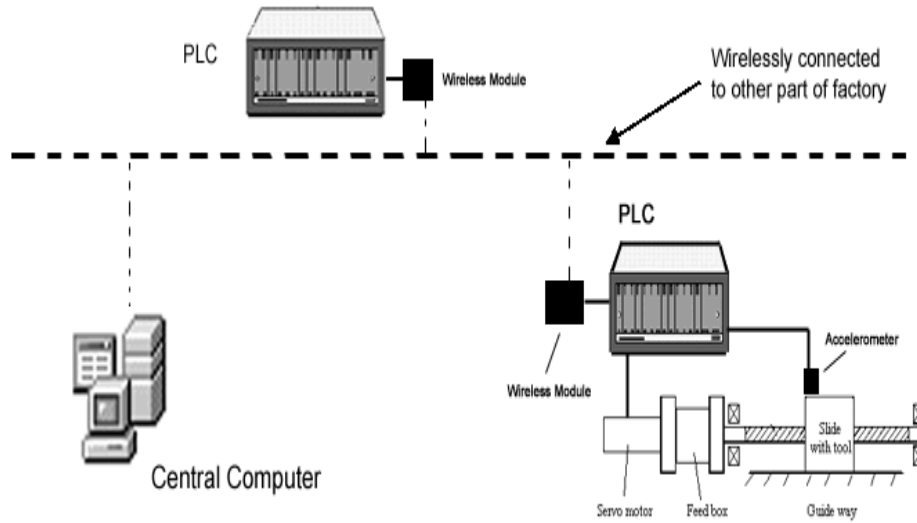 PLC
Wireless Module
Wirelessly connected
to other part of factory
PLC
Wireless Module
Accelerometer
Slide
with tool
Central Computer
Servo motor
Feed box
Guide way